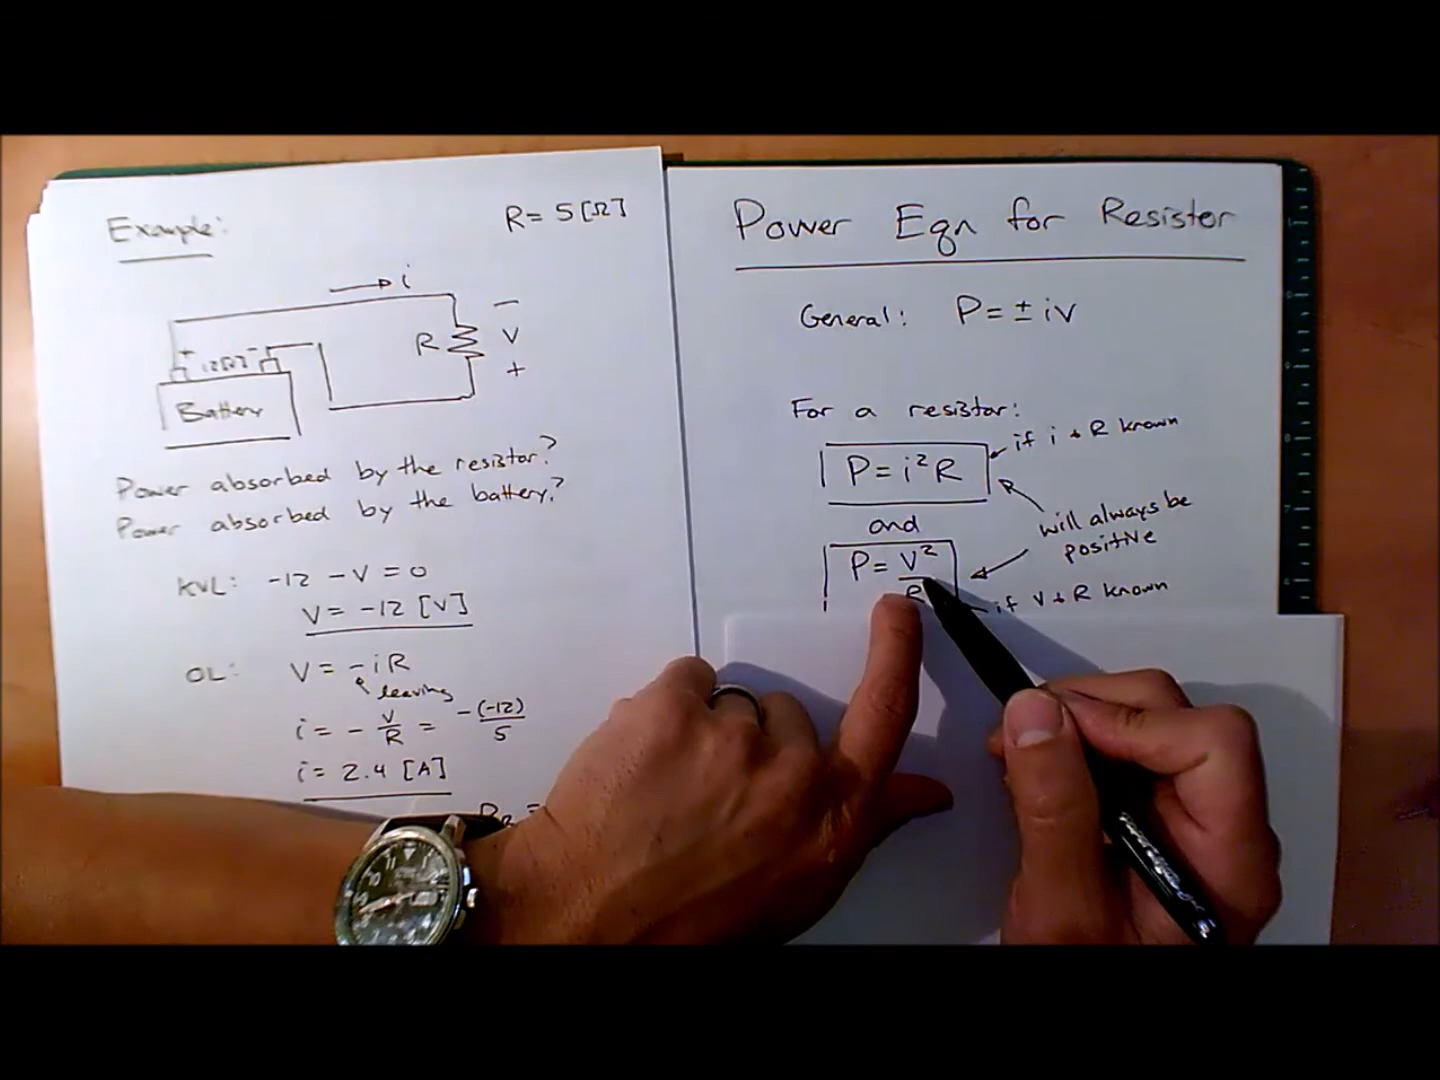 Example:
R = 5 [Ω]
i
+ 12[V] -
Battery
R
−
V
+
Power absorbed by the resistor?
Power absorbed by the battery?
KVL: -12 - V = 0
V = -12 [V]
OL: V = -iR
leaving
i = - V/R = -(-12)/5
i = 2.4 [A]
Power Eqn for Resistor
General: P = ± iv
For a resistor:
P = i²R
if i + R known
and
will always be
positive
P = V²/R
if V + R known